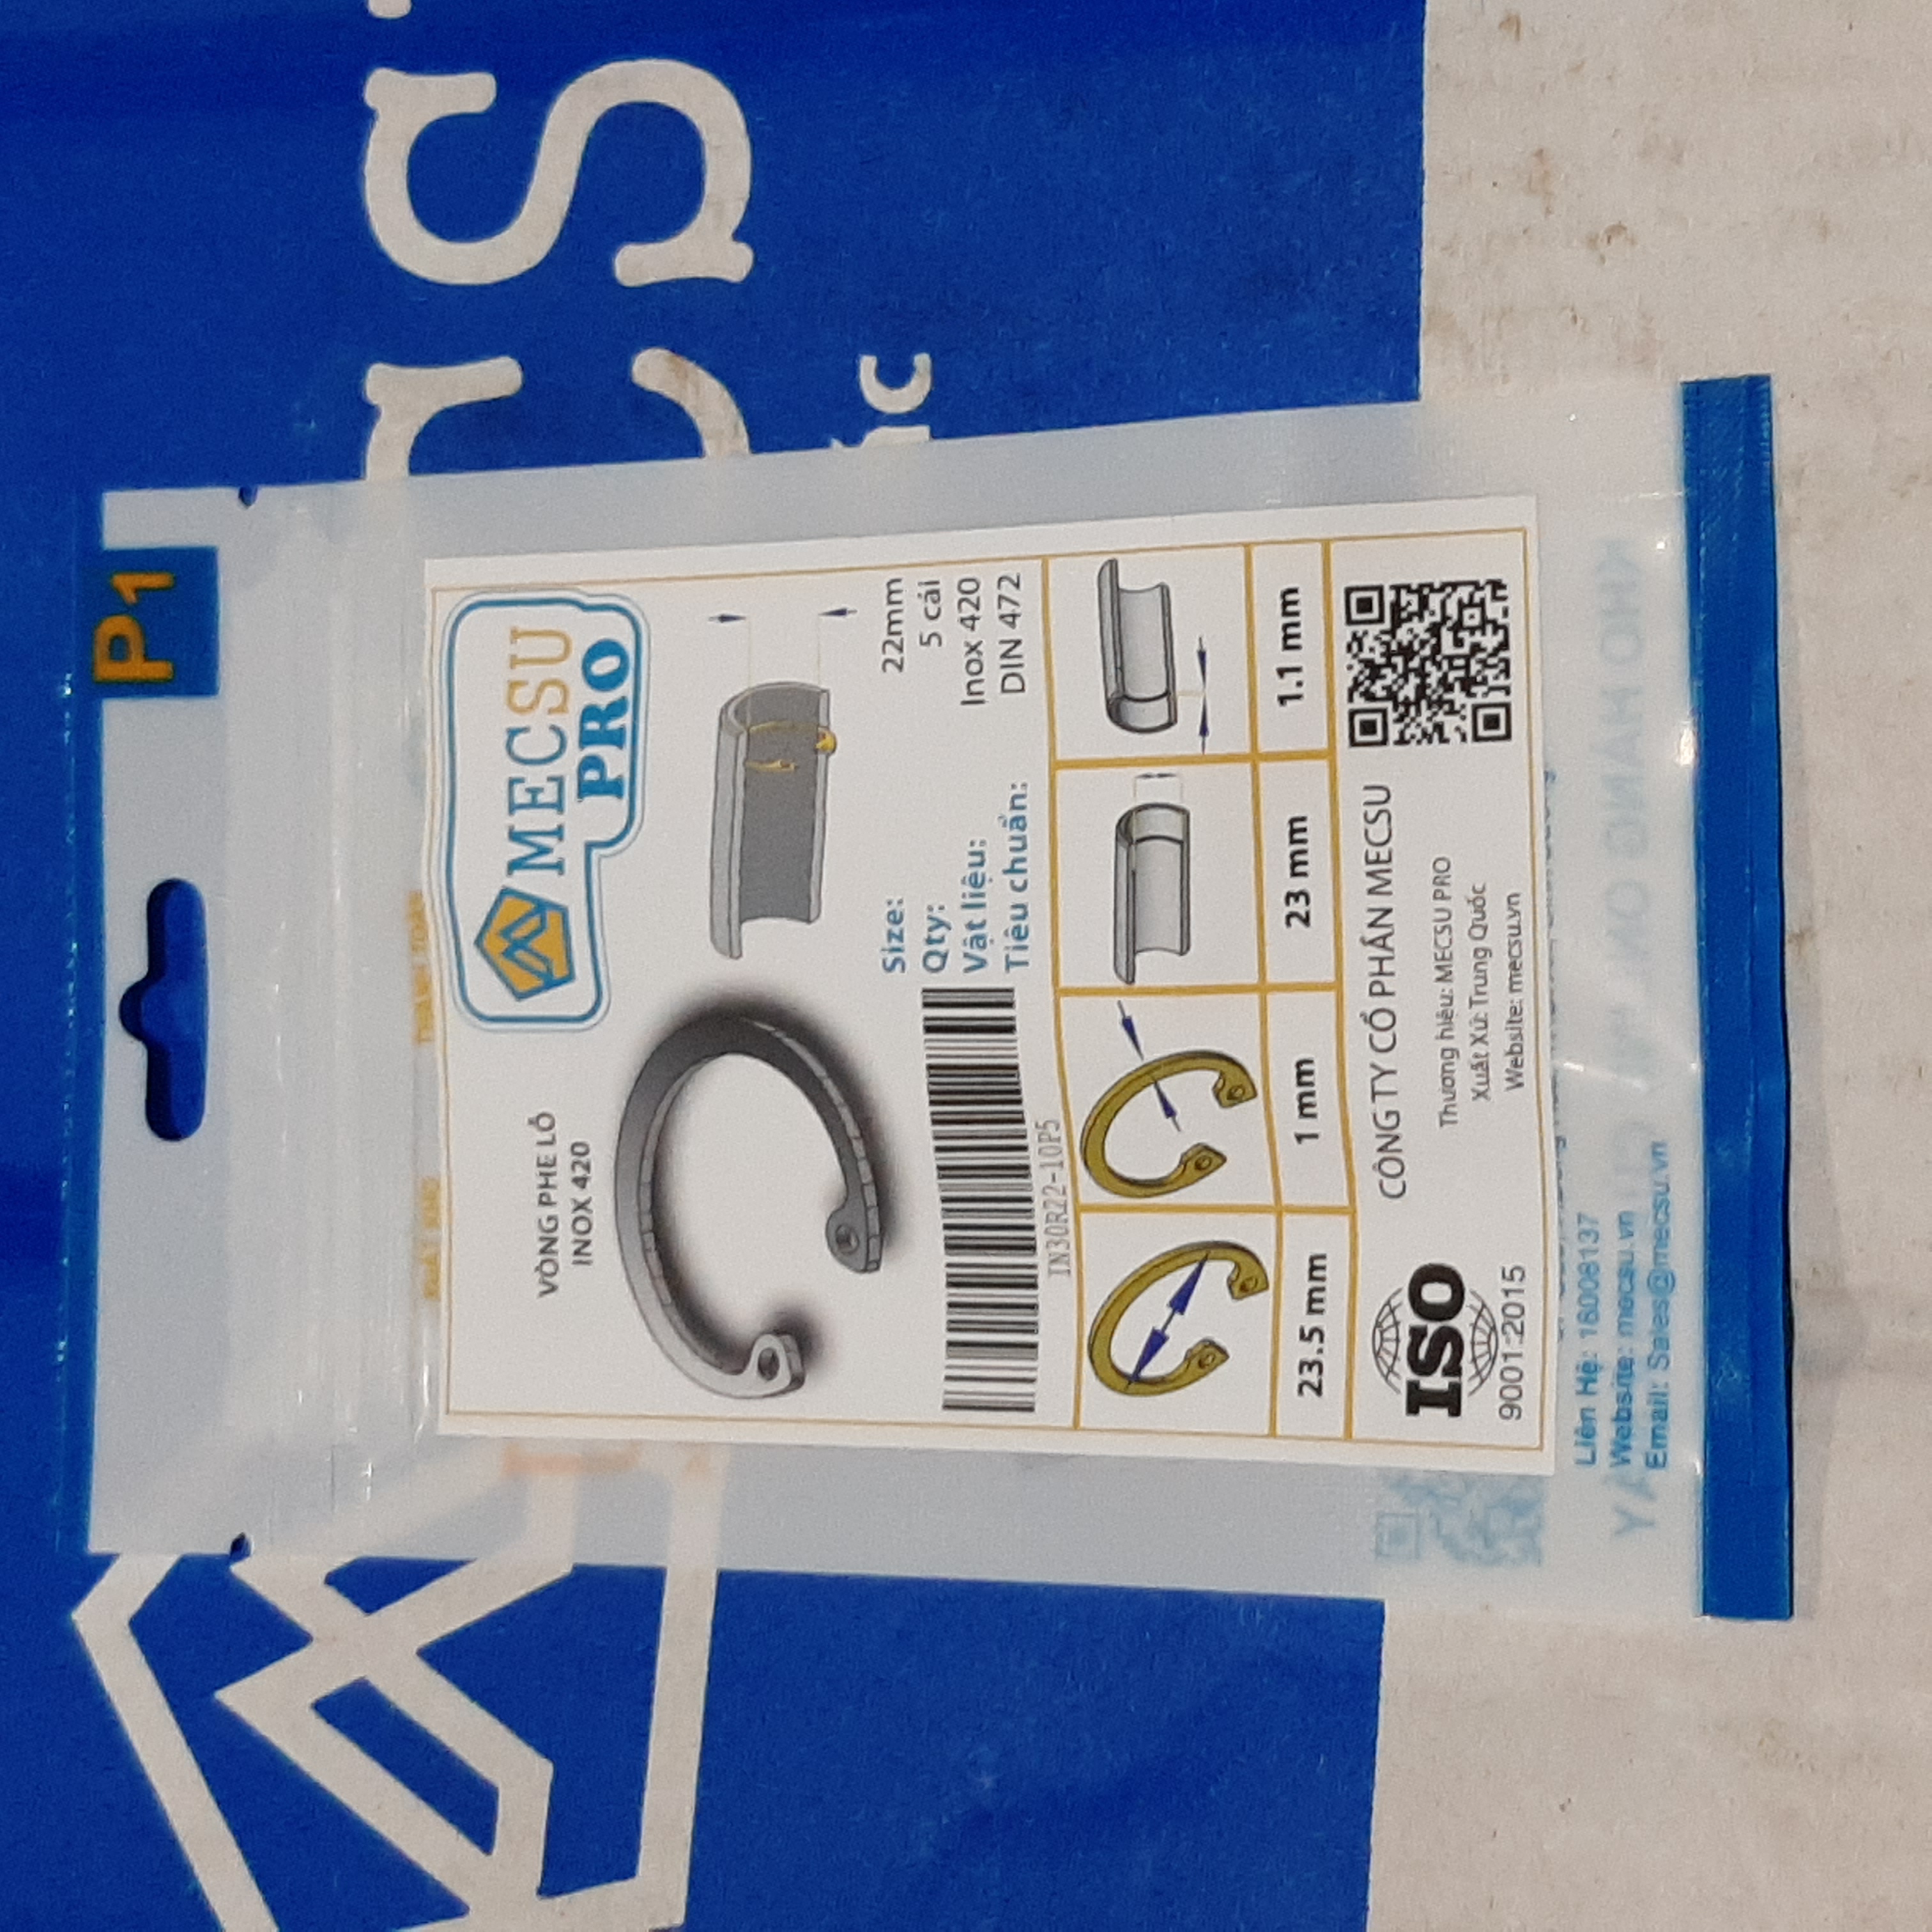 P1
MECSU
PRO
VÒNG PHE LỖ
INOX 420
Size: 22mm
Qty: 5 cái
Vật liệu: Inox 420
Tiêu chuẩn: DIN 472
IN30R22-10P5
23.5 mm 1 mm 23 mm 1.1 mm
ISO
9001:2015
CÔNG TY CỔ PHẦN MECSU
Thương hiệu: MECSU PRO
Xuất Xứ: Trung Quốc
Website: mecsu.vn
Liên Hệ: 16008137
Website: mecsu.vn
Email: Sales@mecsu.vn